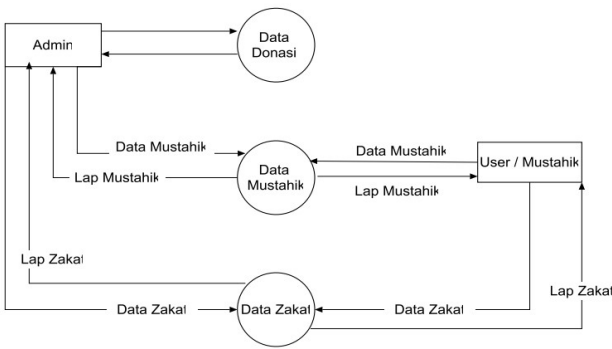 Data
Donasi
Admin
Data Mustahik
Lap Mustahik
Data
Mustahik
Data Mustahik
Lap Mustahik
User / Mustahik
Lap Zakat
Data Zakat
Data Zakat
Data Zakat
Lap Zakat